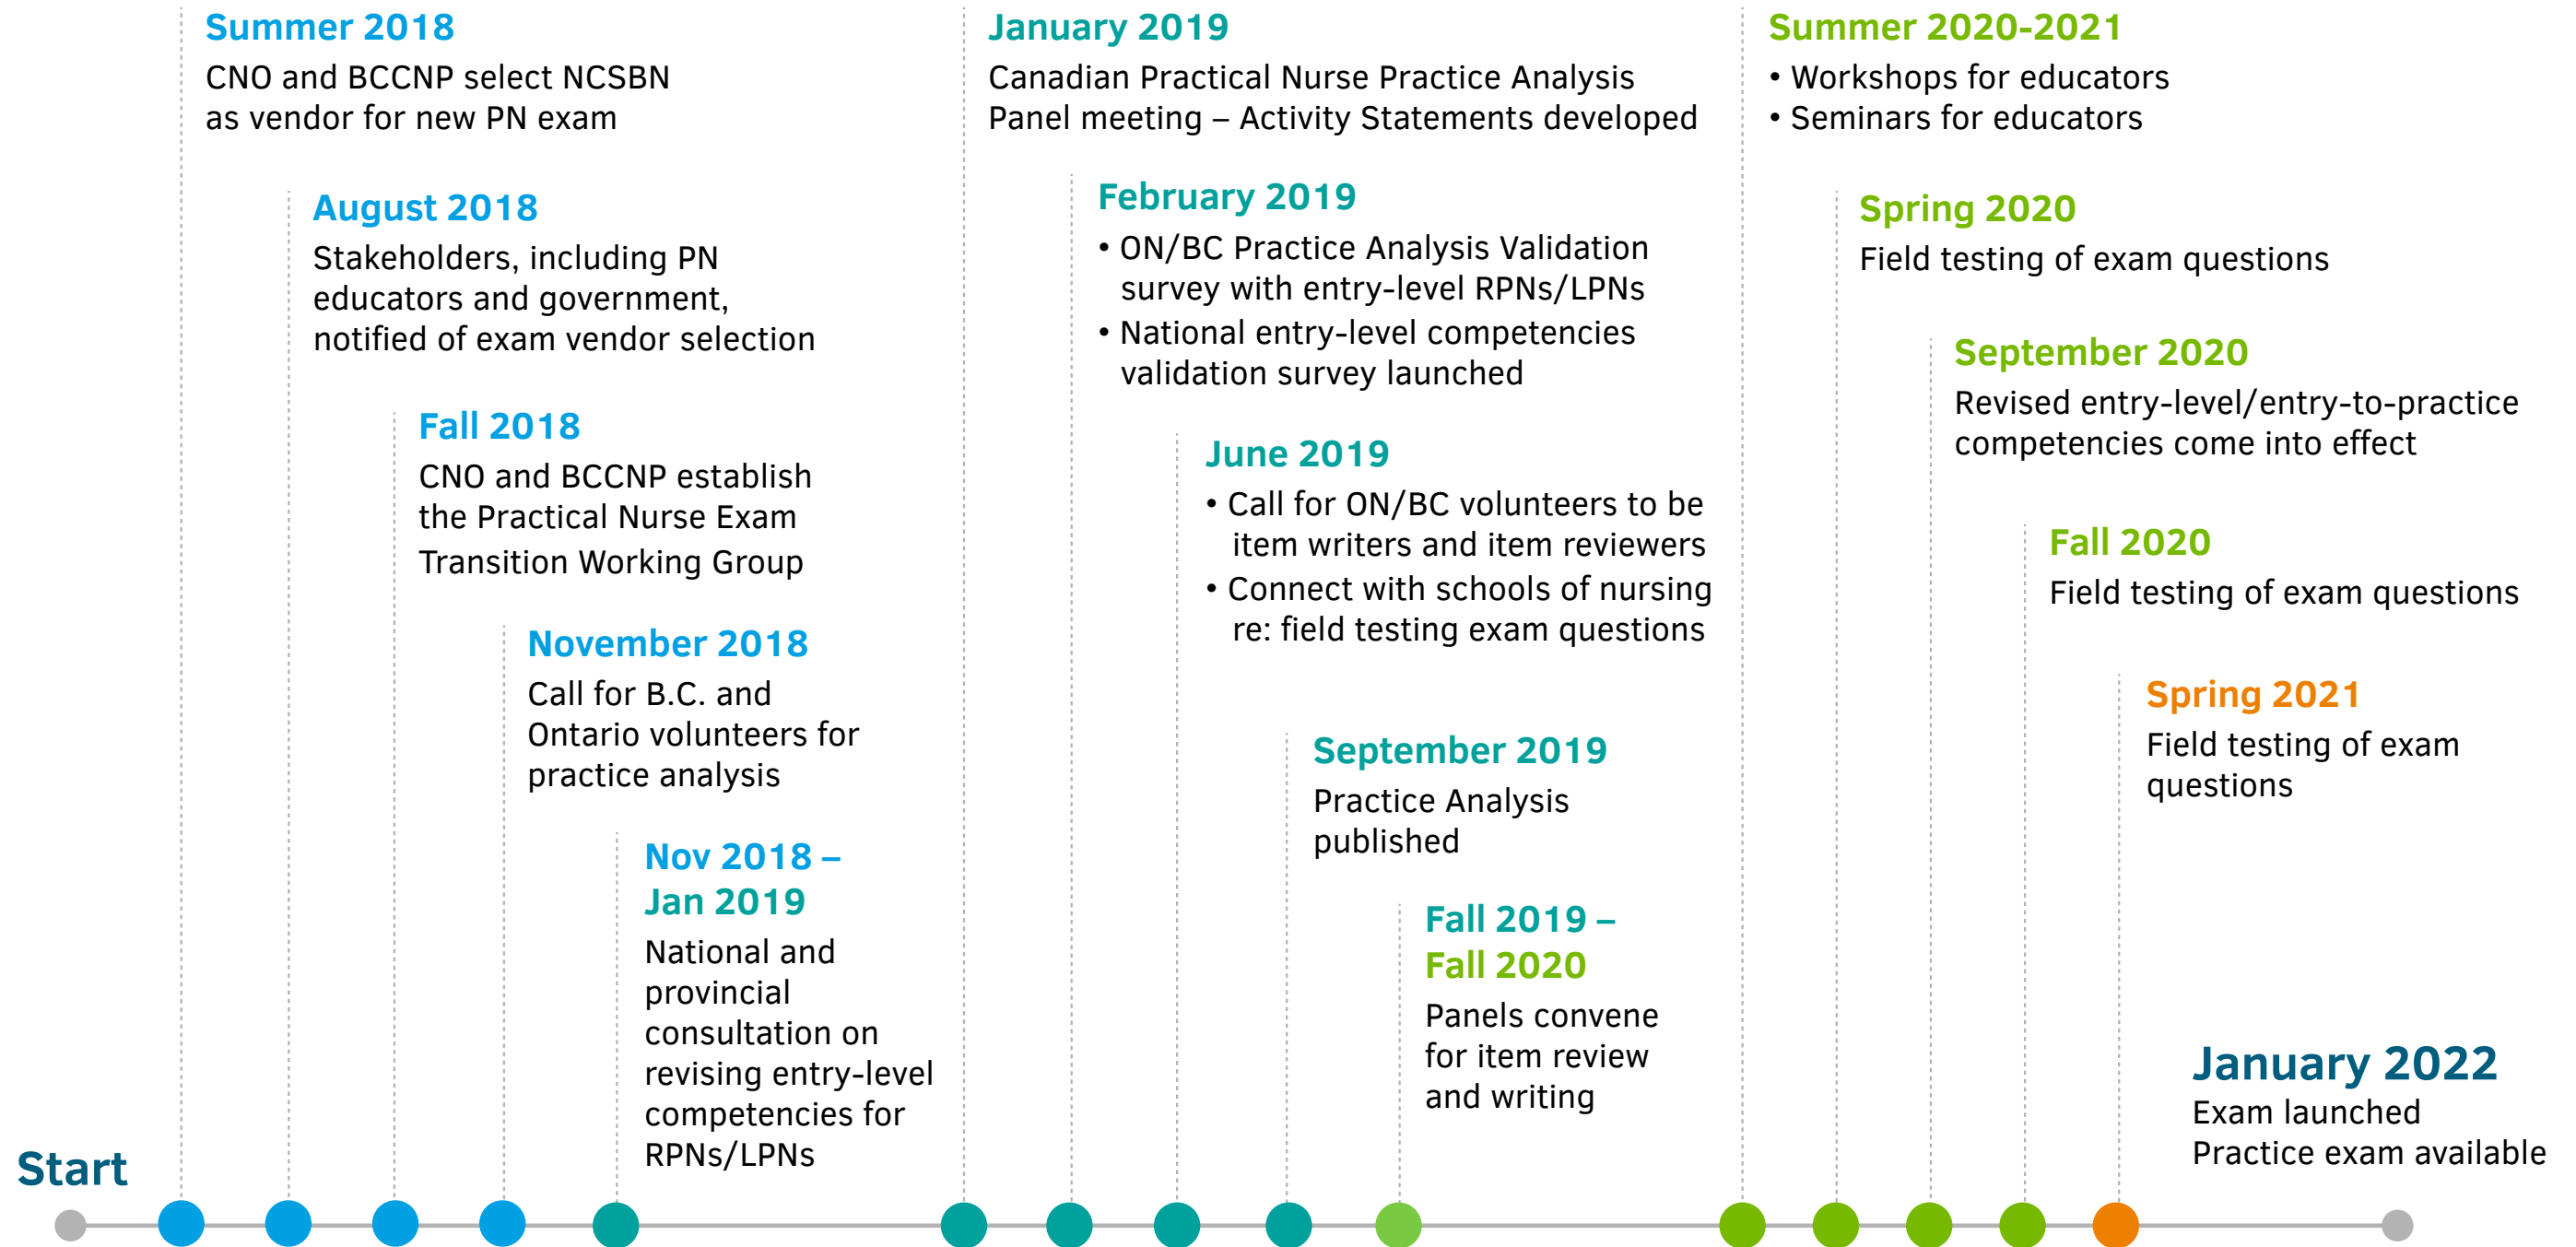 Summer 2018
CNO and BCCNP select NCSBN
as vendor for new PN exam
August 2018
Stakeholders, including PN
educators and government,
notified of exam vendor selection
Fall 2018
CNO and BCCNP establish
the Practical Nurse Exam
Transition Working Group
November 2018
Call for B.C. and
Ontario volunteers for
practice analysis
Nov 2018 –
Jan 2019
National and
provincial
consultation on
revising entry-level
competencies for
RPNs/LPNs
January 2019
Canadian Practical Nurse Practice Analysis
Panel meeting – Activity Statements developed
February 2019
• ON/BC Practice Analysis Validation
survey with entry-level RPNs/LPNs
• National entry-level competencies
validation survey launched
June 2019
• Call for ON/BC volunteers to be
item writers and item reviewers
• Connect with schools of nursing
re: field testing exam questions
September 2019
Practice Analysis
published
Fall 2019 –
Fall 2020
Panels convene
for item review
and writing
Summer 2020-2021
• Workshops for educators
• Seminars for educators
Spring 2020
Field testing of exam questions
September 2020
Revised entry-level/entry-to-practice
competencies come into effect
Fall 2020
Field testing of exam questions
Spring 2021
Field testing of exam
questions
January 2022
Exam launched
Practice exam available
Start